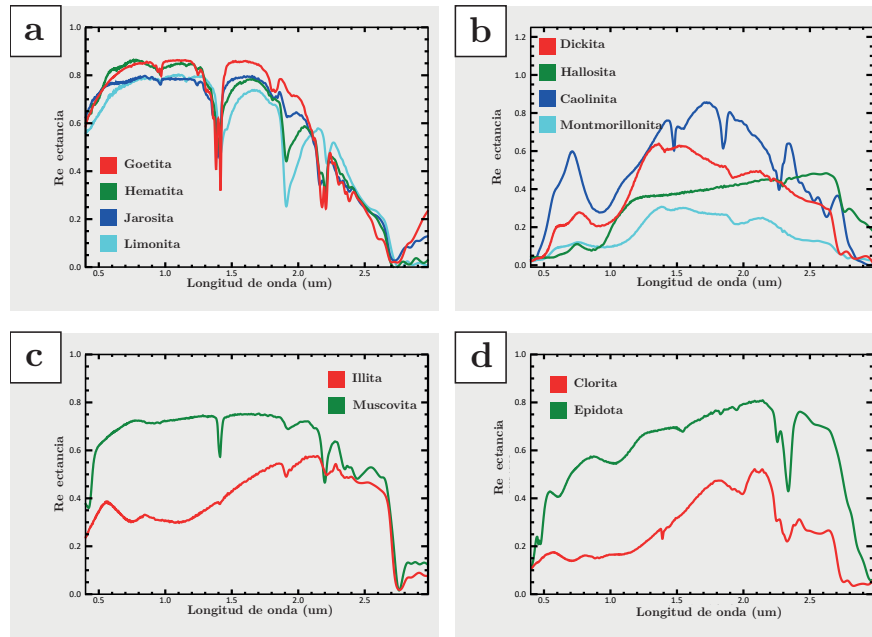 a
1.0
0.8
0.6
0.4
0.2
0.0
Re ectancia
Goetita
Hematita
Jarosita
Limonita
0.5 1.0 1.5 2.0 2.5
Longitud de onda (um)
b
1.2
1.0
0.8
0.6
0.4
0.2
0.0
Re ectancia
Dickita
Hallosita
Caolinita
Montmorillonita
0.4 0.5 1.0 1.5 2.0 2.5
Longitud de onda (um)
c
1.0
0.8
0.6
0.4
0.2
0.0
Re ectancia
Illita
Muscovita
0.5 1.0 1.5 2.0 2.5
Longitud de onda (um)
d
1.0
0.8
0.6
0.4
0.2
0.0
Re ectancia
Clorita
Epidota
0.4 0.5 1.0 1.5 2.0 2.5
Longitud de onda (um)